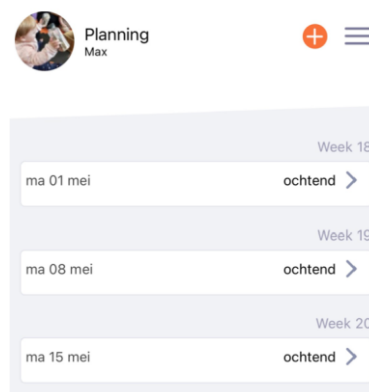 Planning
Max
Week 18
ma 01 mei ochtend
Week 19
ma 08 mei ochtend
Week 20
ma 15 mei ochtend